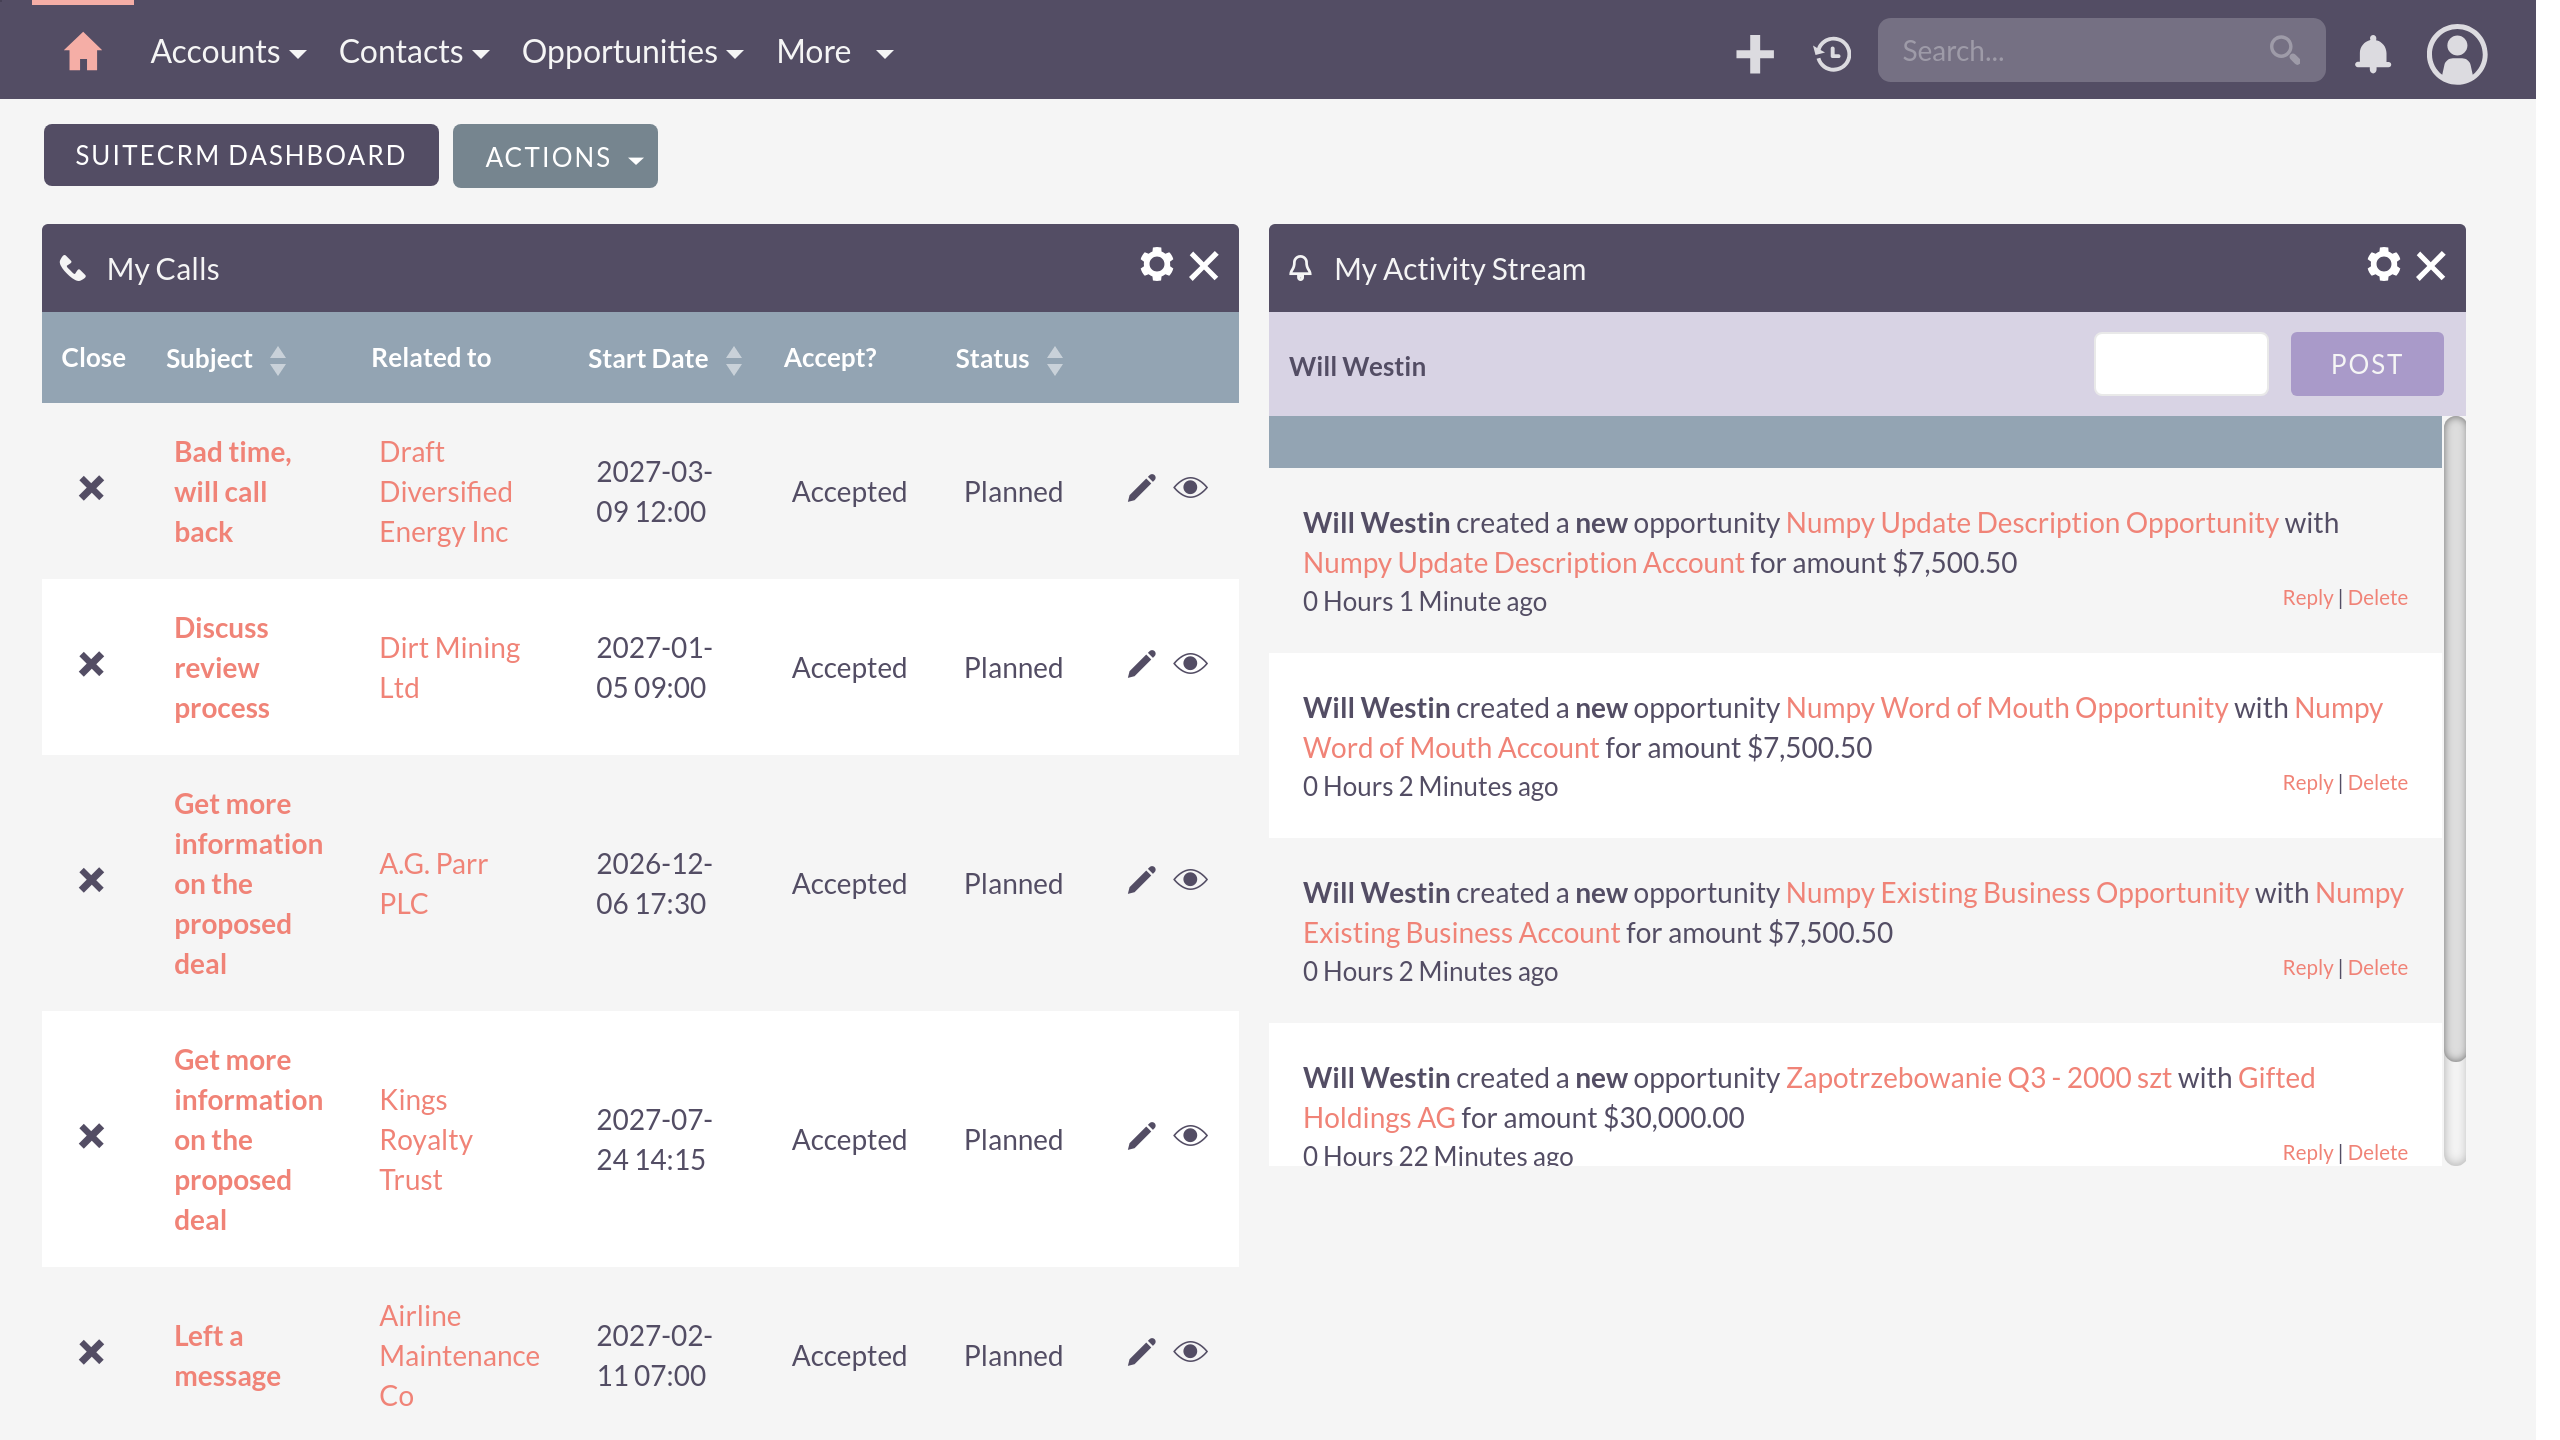 Accounts Contacts Opportunities More Search...
SUITECRM DASHBOARD ACTIONS
My Calls
Close Subject Related to Start Date Accept? Status
Bad time,
will call
back
Draft
Diversified
Energy Inc
2027-03-
09 12:00
Accepted
Planned
Discuss
review
process
Dirt Mining
Ltd
2027-01-
05 09:00
Accepted
Planned
Get more
information
on the
proposed
deal
A.G. Parr
PLC
2026-12-
06 17:30
Accepted
Planned
Get more
information
on the
proposed
deal
Kings
Royalty
Trust
2027-07-
24 14:15
Accepted
Planned
Left a
message
Airline
Maintenance
Co
2027-02-
11 07:00
Accepted
Planned
My Activity Stream
Will Westin POST
Will Westin created a new opportunity Numpy Update Description Opportunity with
Numpy Update Description Account for amount $7,500.50
0 Hours 1 Minute ago Reply | Delete
Will Westin created a new opportunity Numpy Word of Mouth Opportunity with Numpy
Word of Mouth Account for amount $7,500.50
0 Hours 2 Minutes ago Reply | Delete
Will Westin created a new opportunity Numpy Existing Business Opportunity with Numpy
Existing Business Account for amount $7,500.50
0 Hours 2 Minutes ago Reply | Delete
Will Westin created a new opportunity Zapotrzebowanie Q3 - 2000 szt with Gifted
Holdings AG for amount $30,000.00
0 Hours 22 Minutes ago Reply | Delete